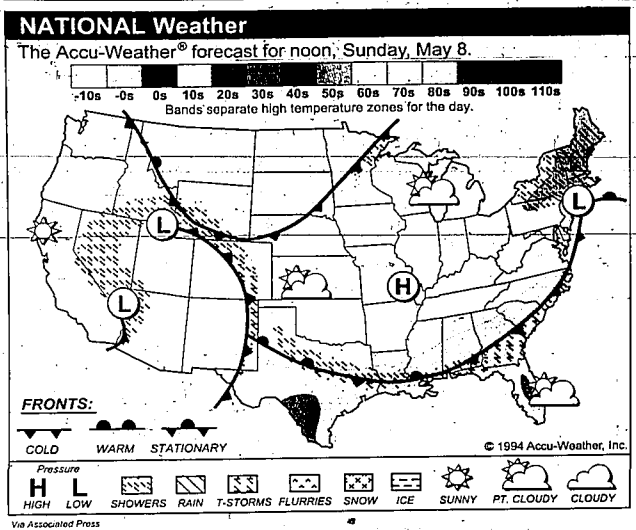 NATIONAL Weather
The Accu-Weather® forecast for noon, Sunday, May 8.
-10s -0s 0s 10s 20s 30s 40s 50s 60s 70s 80s 90s 100s 110s
Bands separate high temperature zones for the day.
L
L
L
H
FRONTS:
COLD WARM STATIONARY
© 1994 Accu-Weather, Inc.
Pressure
H L
HIGH LOW SHOWERS RAIN T-STORMS FLURRIES SNOW ICE SUNNY PT. CLOUDY CLOUDY
Via Associated Press